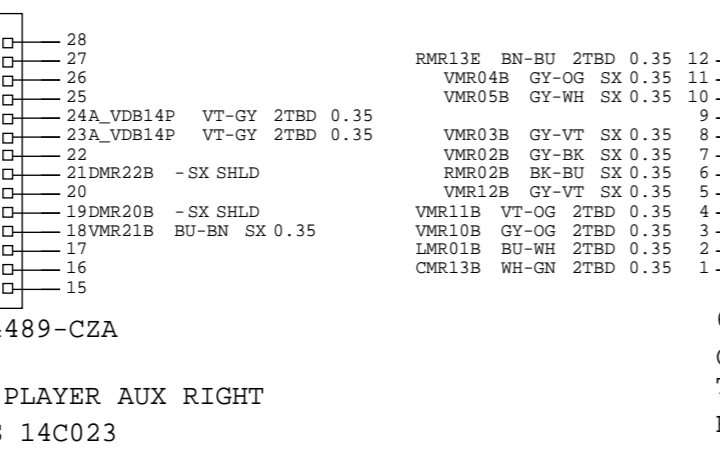 28
27
26
25
24A_VDB14P VT-GY 2TBD 0.35
23A_VDB14P VT-GY 2TBD 0.35
22
21DMR22B -SX SHLD
20
19DMR20B -SX SHLD
18VMR21B BU-BN SX 0.35
17
16
15
489-CZA
PLAYER AUX RIGHT
14C023
RMR13E BN-BU 2TBD 0.35 12
VMR04B GY-OG SX 0.35 11
VMR05B GY-WH SX 0.35 10
9
VMR03B GY-VT SX 0.35 8
VMR02B GY-BK SX 0.35 7
RMR02B BK-BU SX 0.35 6
VMR12B GY-VT SX 0.35 5
VMR11B VT-OG 2TBD 0.35 4
VMR10B GY-OG 2TBD 0.35 3
LMR01B BU-WH 2TBD 0.35 2
CMR13B WH-GN 2TBD 0.35 1